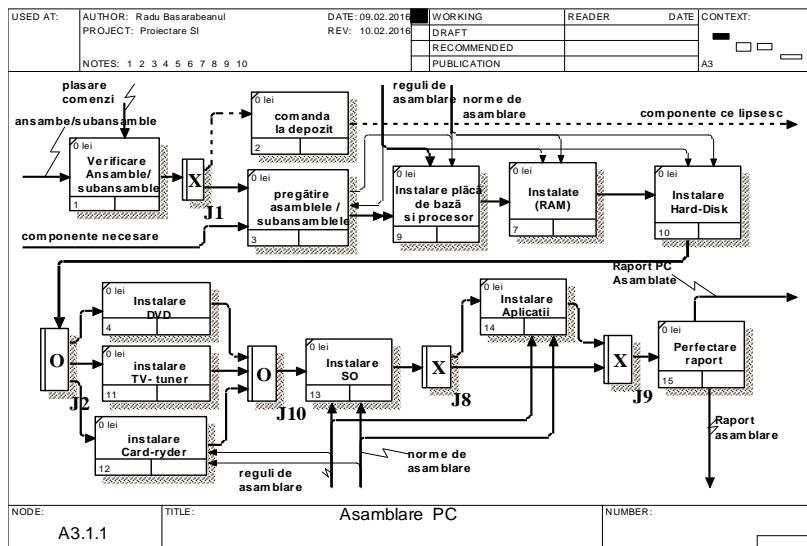 USED AT:
AUTHOR: Radu Basarabeanul
DATE: 09.02.2016
PROJECT: Proiectare SI
REV: 10.02.2016
NOTES: 1 2 3 4 5 6 7 8 9 10
WORKING
DRAFT
RECOMMENDED
PUBLICATION
READER
DATE
CONTEXT:
A3
plasare
comenzi
ansambe/subansamble
0 lei
Verificare
Ansamble/
subansamble
1
X
J1
0 lei
comanda
la depozit
2
componente ce lipsesc
reguli de
asamblare
norme de
asamblare
0 lei
pregătire
asamblele /
subansamblele
3
componente necesare
0 lei
Instalare plăcă
de bază
si procesor
9
0 lei
Instalate
(RAM)
7
0 lei
Instalare
Hard-Disk
10
Raport PC
Asamblate
O
J2
0 lei
Instalare
DVD
4
0 lei
instalare
TV- tuner
11
0 lei
instalare
Card-ryder
12
O
J10
0 lei
Instalare
SO
13
X
J8
0 lei
Instalare
Aplicatii
14
X
J9
0 lei
Perfectare
raport
15
Raport
asamblare
reguli de
asamblare
norme de
asamblare
NODE:
A3.1.1
TITLE:
Asamblare PC
NUMBER: